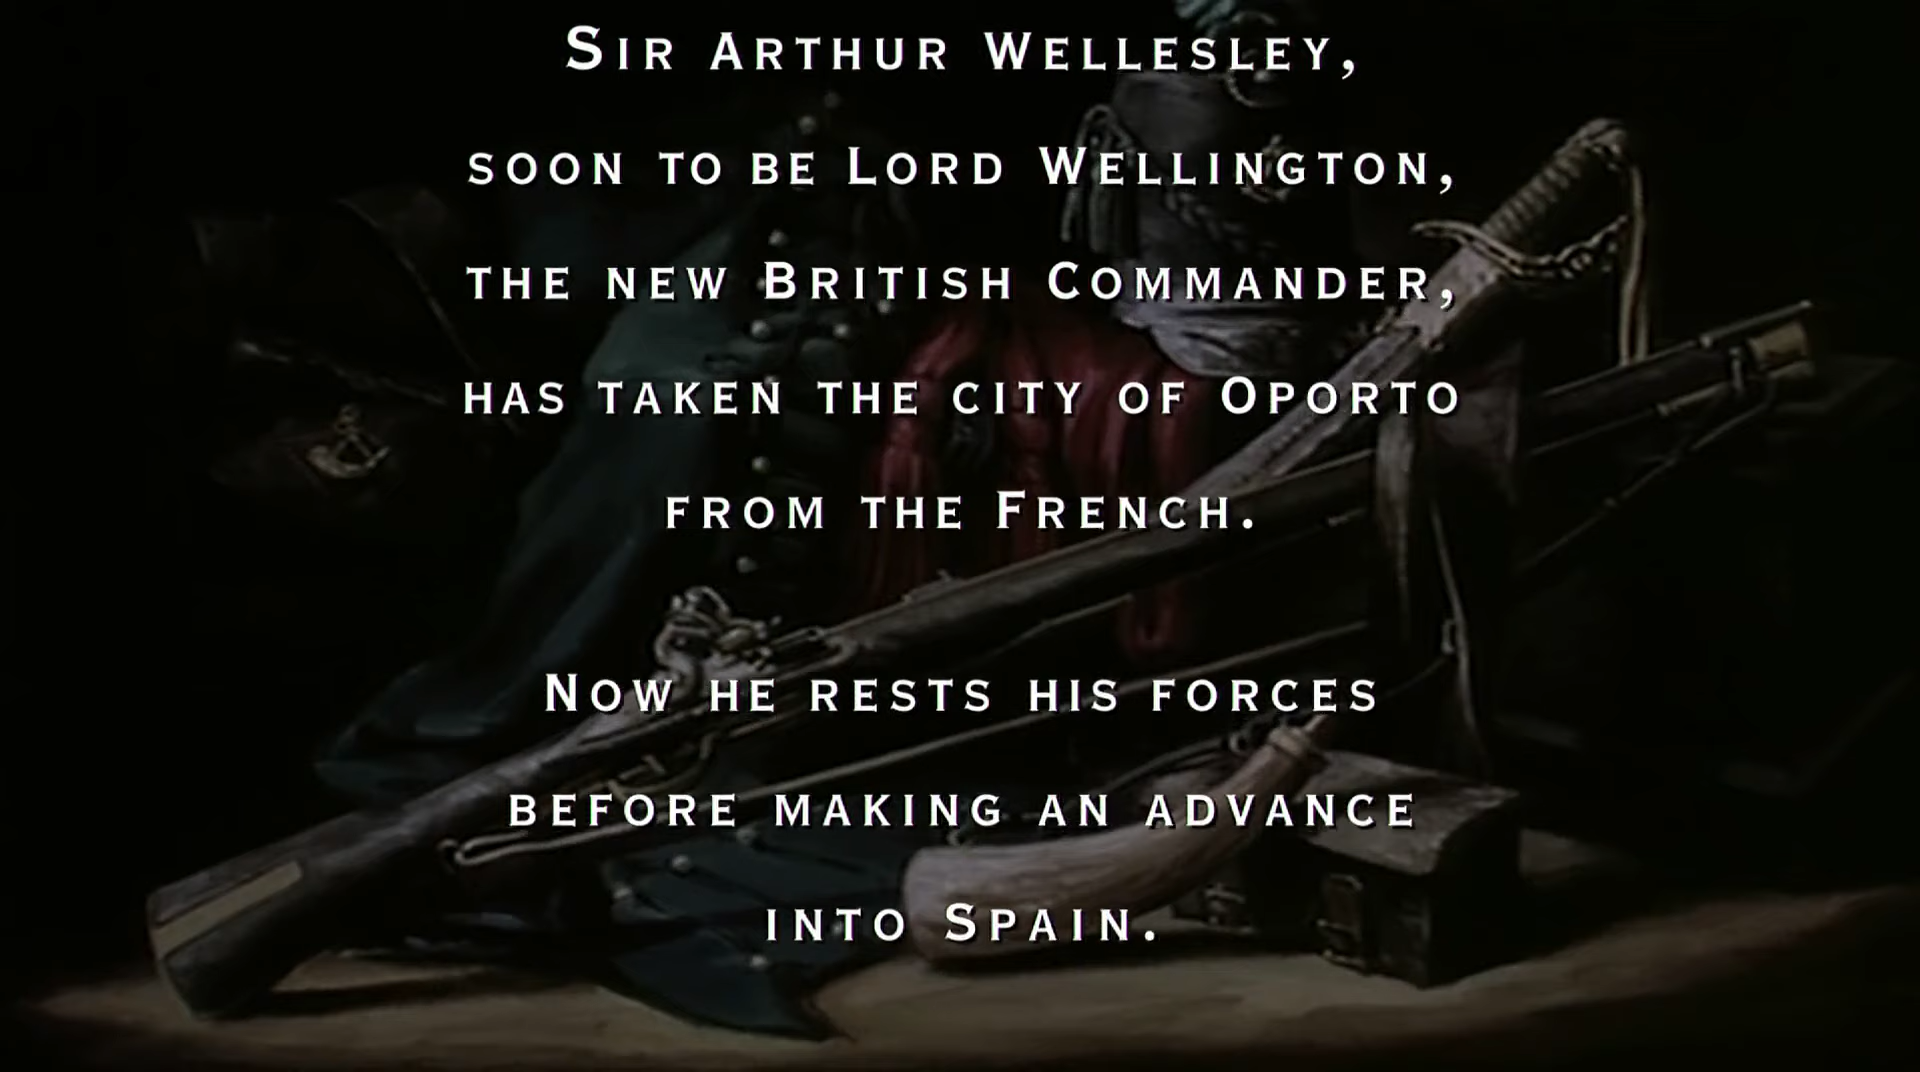 Sir Arthur Wellesley,
soon to be Lord Wellington,
the new British Commander,
has taken the city of Oporto
from the French.
Now he rests his forces
before making an advance
into Spain.